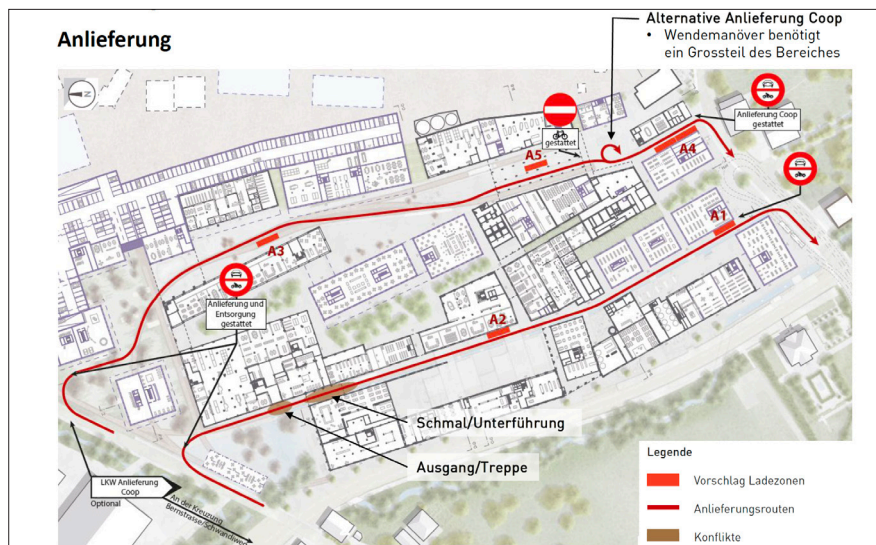 Anlieferung
Alternative Anlieferung Coop
• Wendemanöver benötigt
ein Grossteil des Bereiches
N
gestattet
Anlieferung Coop
gestattet
A5
A4
A1
A3
A2
Anlieferung und
Entsorgung
gestattet
Schmal/Unterführung
Ausgang/Treppe
LKW Anlieferung
Coop
Optional
An der Kreuzung
Bernstrasse/Schwandiweg
Legende
Vorschlag Ladezonen
Anlieferungsrouten
Konflikte